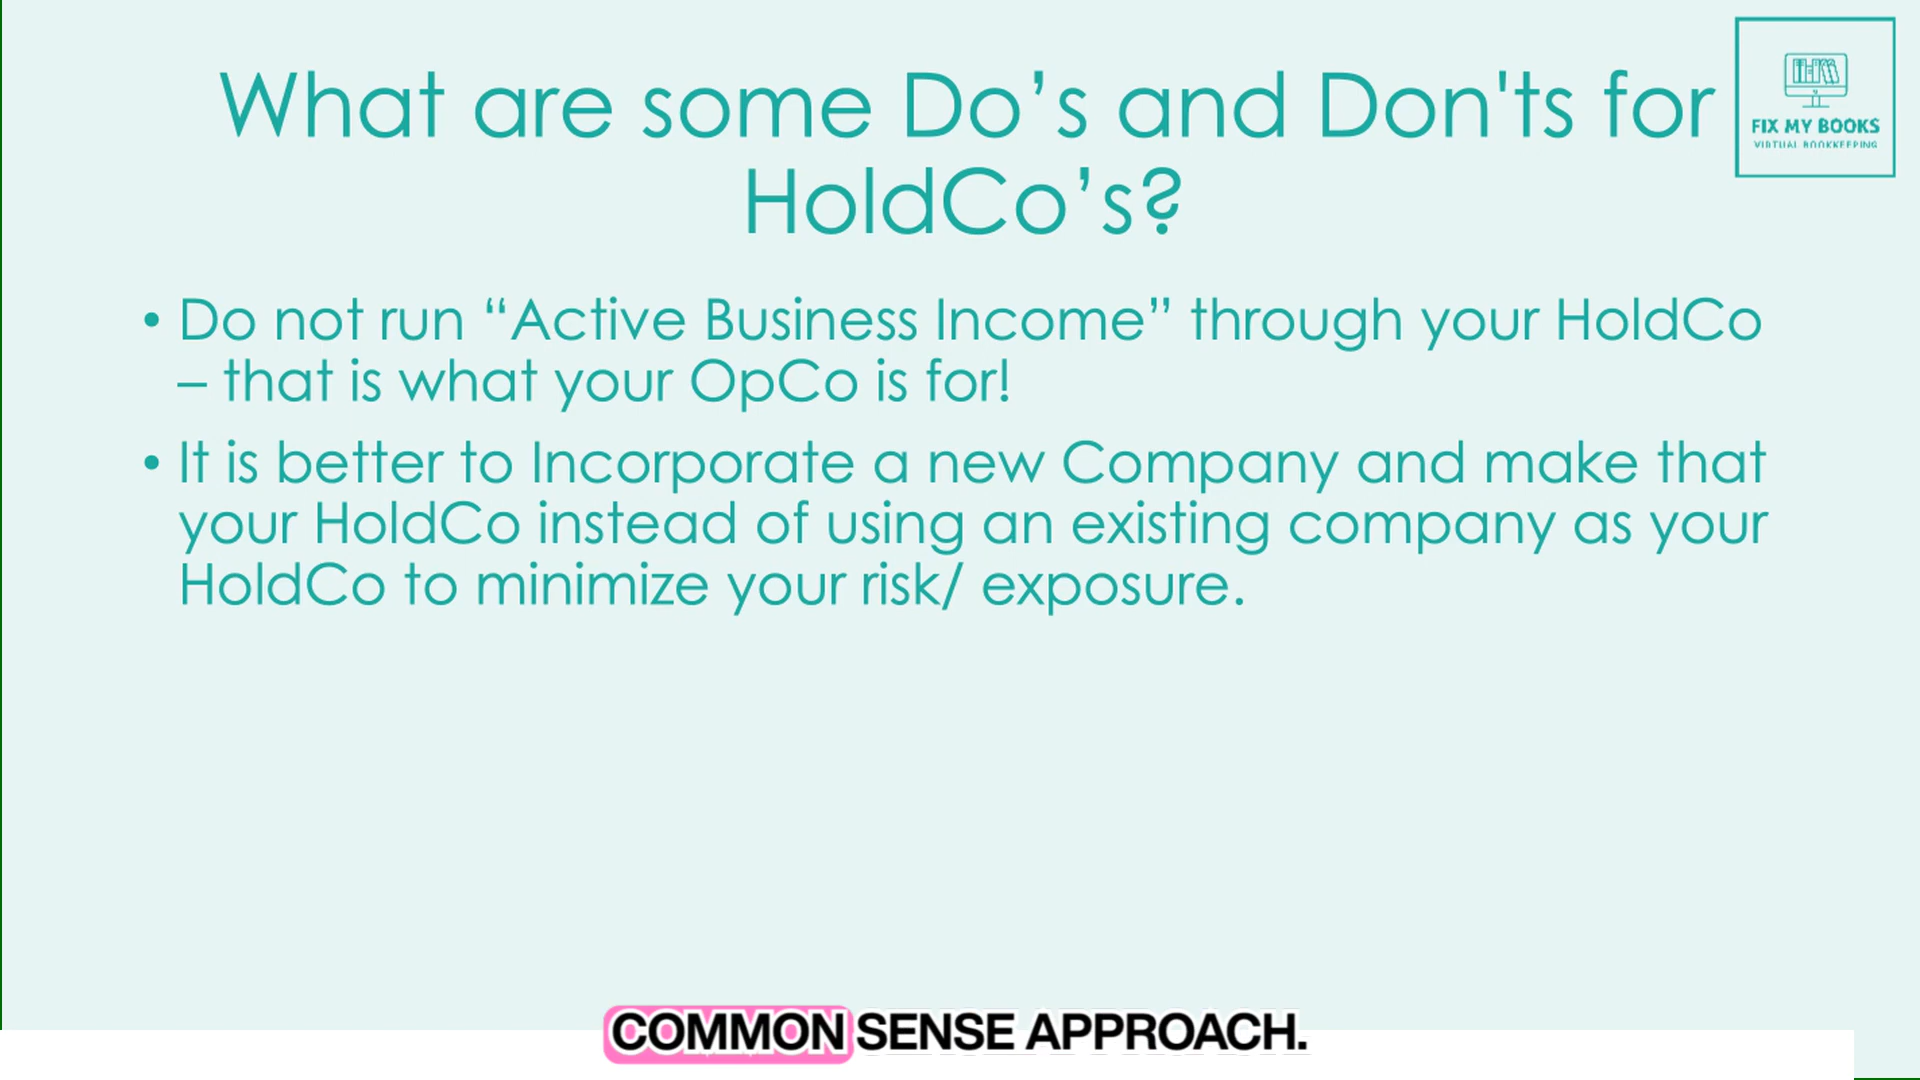 What are some Do’s and Don'ts for
HoldCo’s?
FIX MY BOOKS
VIRTUAL BOOKKEEPING
• Do not run “Active Business Income” through your HoldCo
– that is what your OpCo is for!
• It is better to Incorporate a new Company and make that
your HoldCo instead of using an existing company as your
HoldCo to minimize your risk/ exposure.
COMMON SENSE APPROACH.